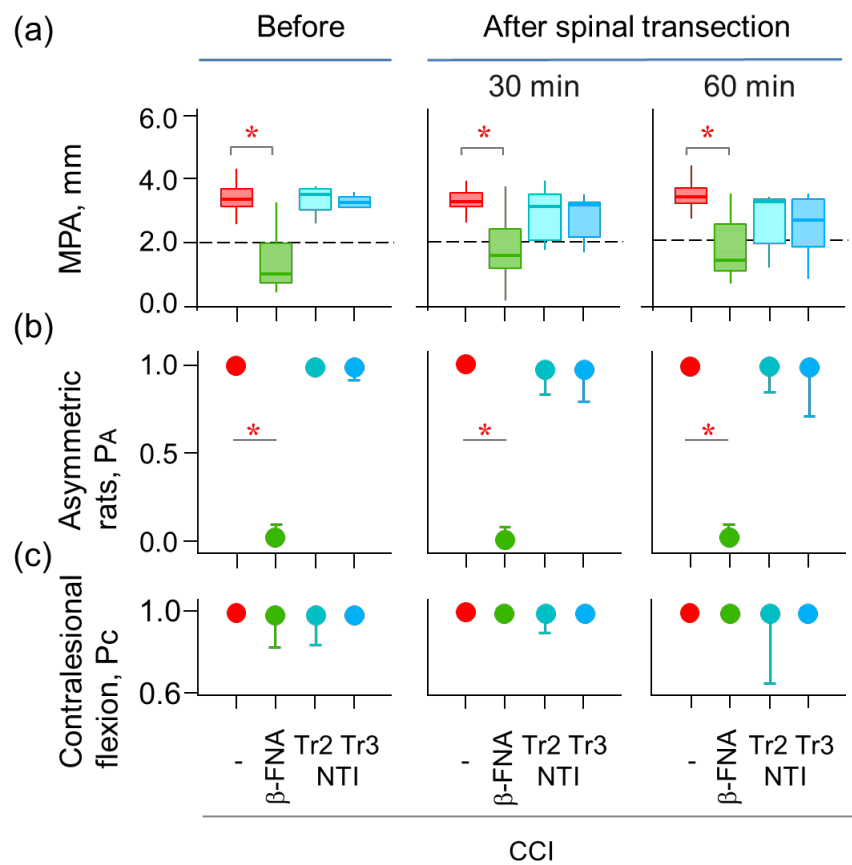 (a)
Before
After spinal transection
30 min
60 min
MPA, mm
6.0
4.0
2.0
0.0
*
*
*
(b)
Asymmetric
rats, PA
1.0
0.5
0.0
*
*
*
(c)
Contralesional
flexion, PC
1.0
0.6
-
β-FNA
Tr2 Tr3
NTI
-
β-FNA
Tr2 Tr3
NTI
-
β-FNA
Tr2 Tr3
NTI
CCI